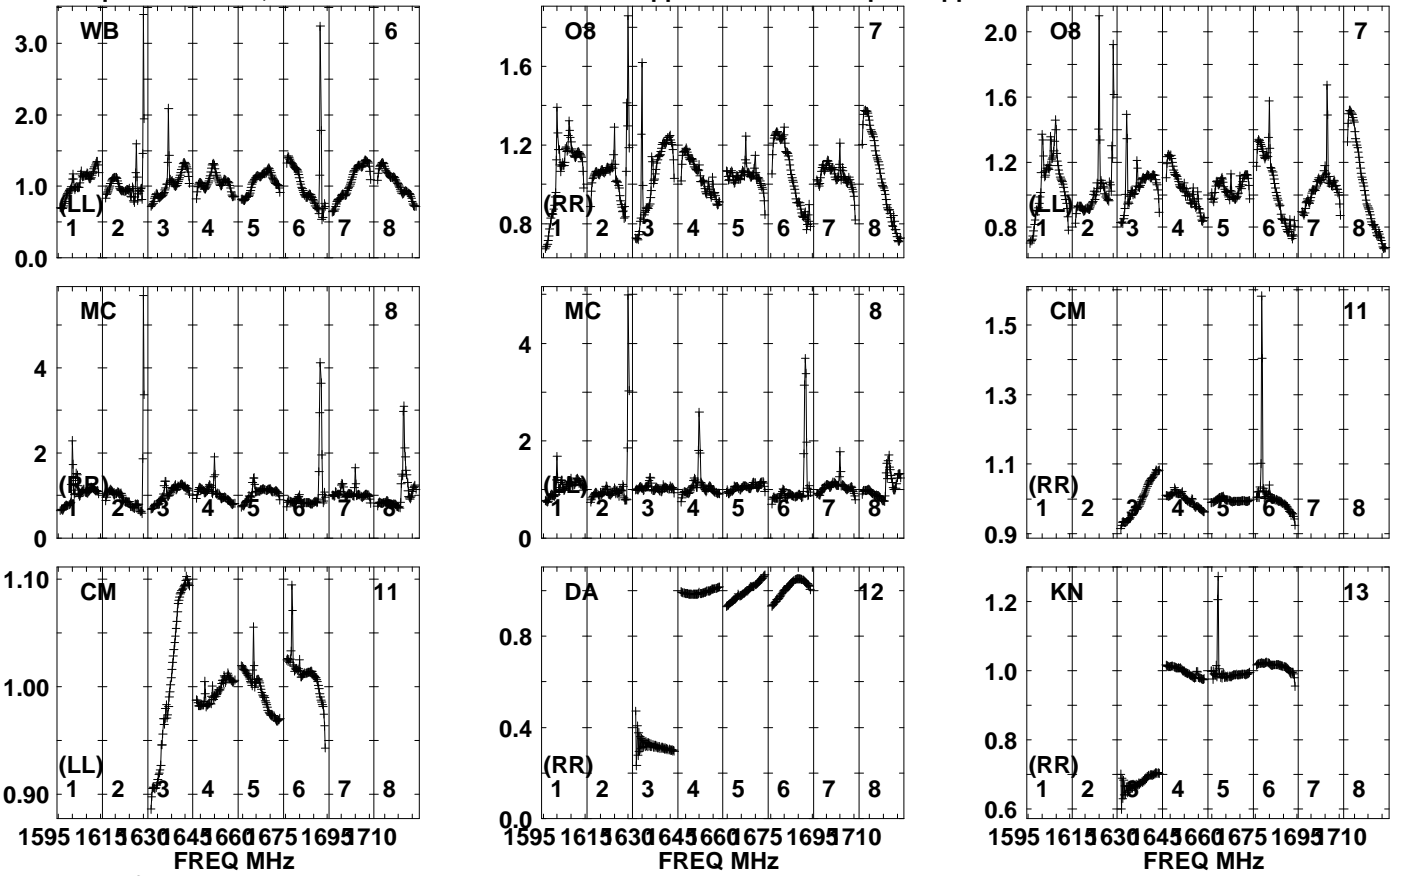 WB 6
3.0
2.0
1.0
0.0
(LL)
1 2 3 4 5 6 7 8
O8 7
1.6
1.2
0.8
(RR)
1 2 3 4 5 6 7 8
O8 7
2.0
1.6
1.2
0.8
(LL)
1 2 3 4 5 6 7 8
MC 8
4
2
0
(RR)
1 2 3 4 5 6 7 8
MC 8
4
2
0
(LL)
1 2 3 4 5 6 7 8
CM 11
1.5
1.3
1.1
0.9
(RR)
1 2 3 4 5 6 7 8
CM 11
1.10
1.00
0.90
(LL)
1 2 3 4 5 6 7 8
1595 1615 1630 1645 1660 1675 1695 1710
FREQ MHz
DA 12
0.8
0.4
0.0
(RR)
1 2 3 4 5 6 7 8
1595 1615 1630 1645 1660 1675 1695 1710
FREQ MHz
KN 13
1.2
1.0
0.8
0.6
(RR)
1 2 3 4 5 6 7 8
1595 1615 1630 1645 1660 1675 1695 1710
FREQ MHz